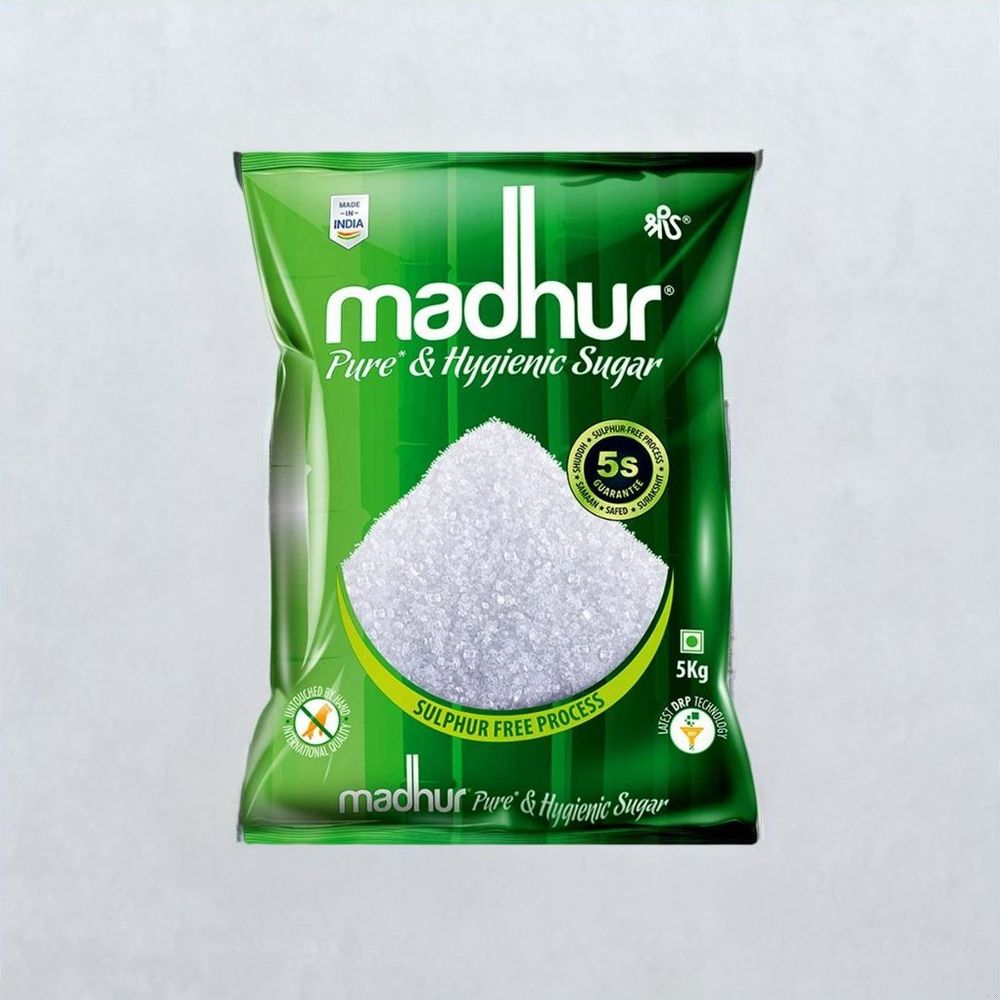 MADE
-IN-
INDIA
श्री®
madhur®
Pure* & Hygienic Sugar
SULPHUR-FREE PROCESS ★ SURAKSHIT ★ SAFED ★ SAMAAN ★ SHUDDH ★
5s
GUARANTEE
5Kg
SULPHUR FREE PROCESS
UNTOUCHED BY HAND
INTERNATIONAL QUALITY
LATEST DRP TECHNOLOGY
madhur Pure* & Hygienic Sugar